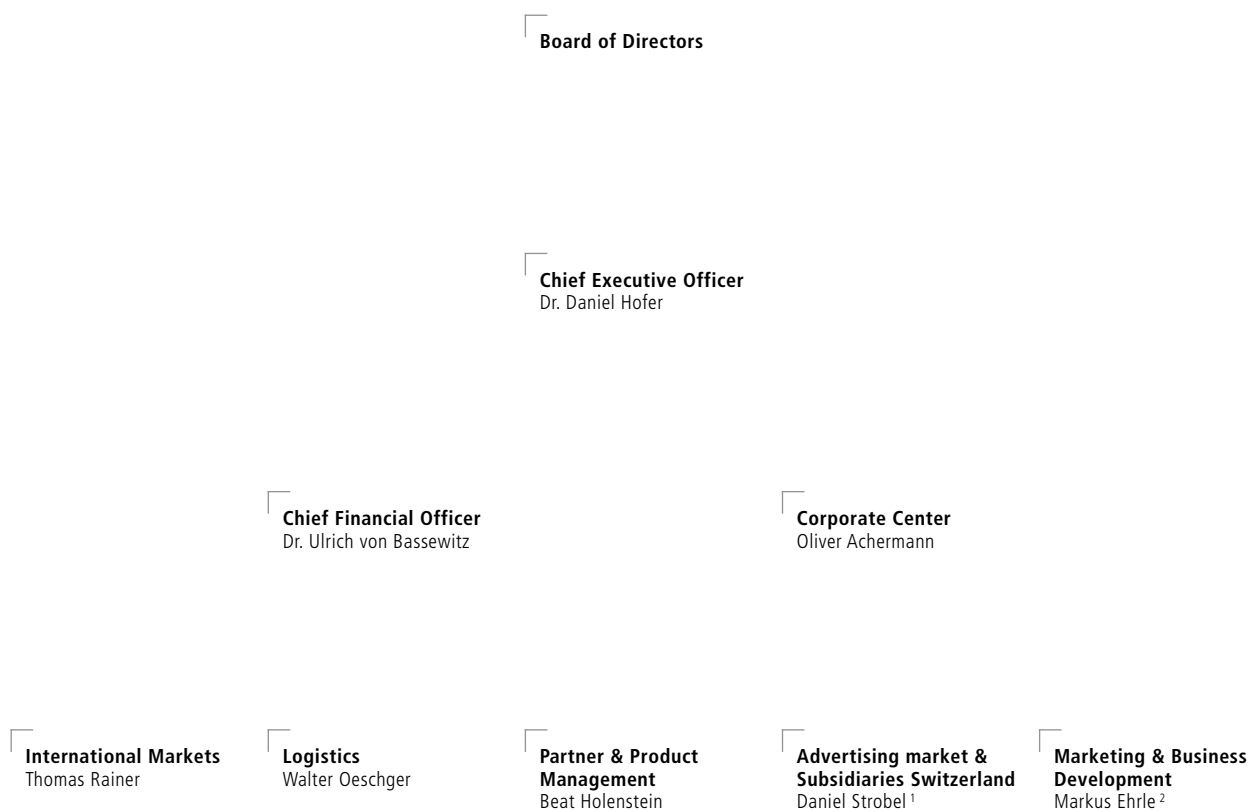 Board of Directors
Chief Executive Officer
Dr. Daniel Hofer
Chief Financial Officer
Dr. Ulrich von Bassewitz
Corporate Center
Oliver Achermann
International Markets
Thomas Rainer
Logistics
Walter Oeschger
Partner & Product
Management
Beat Holenstein
Advertising market &
Subsidiaries Switzerland
Daniel Strobel ¹
Marketing & Business
Development
Markus Ehrle ²